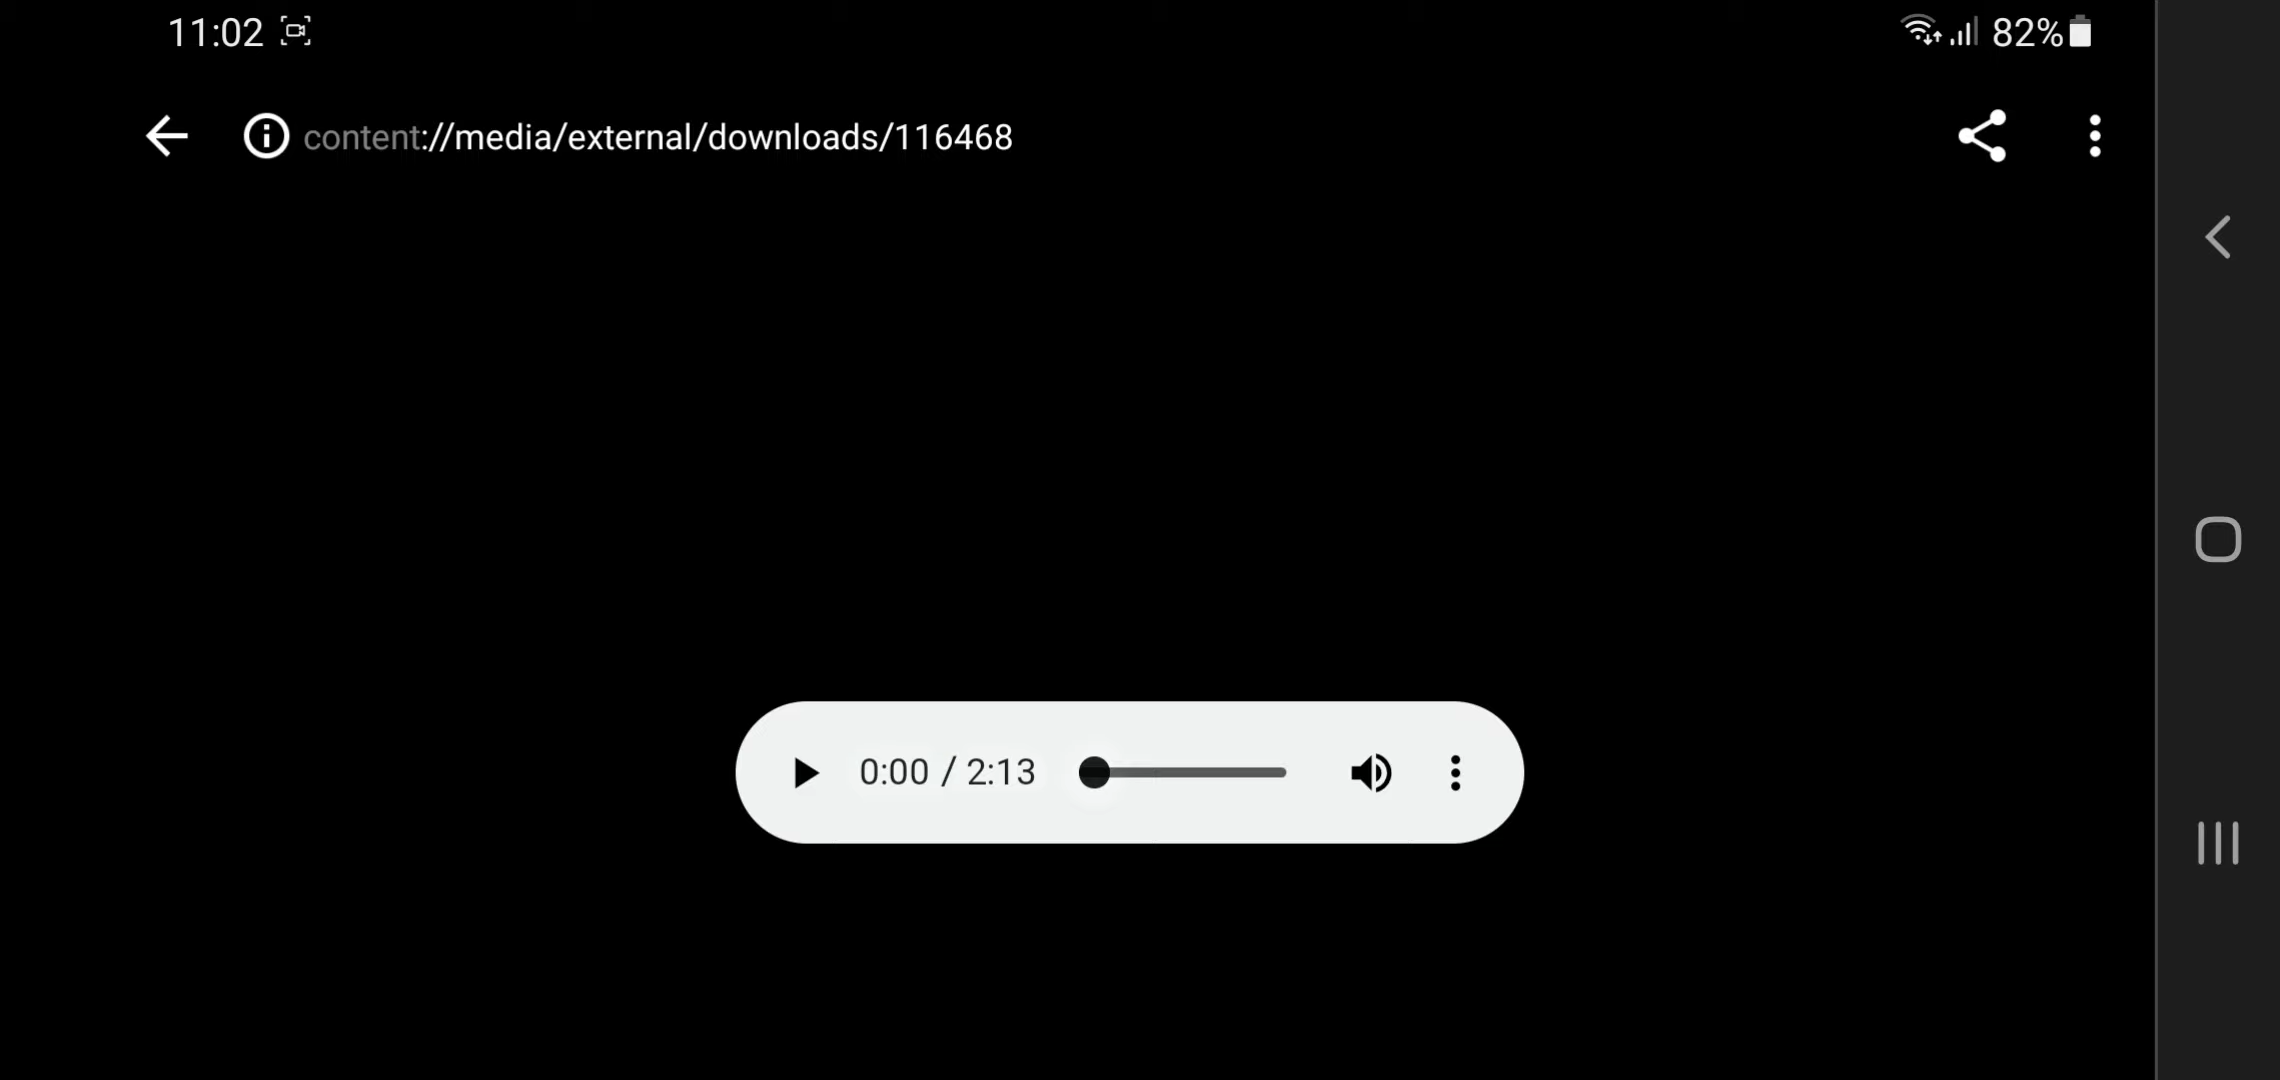 11:02
82%
content://media/external/downloads/116468
0:00 / 2:13